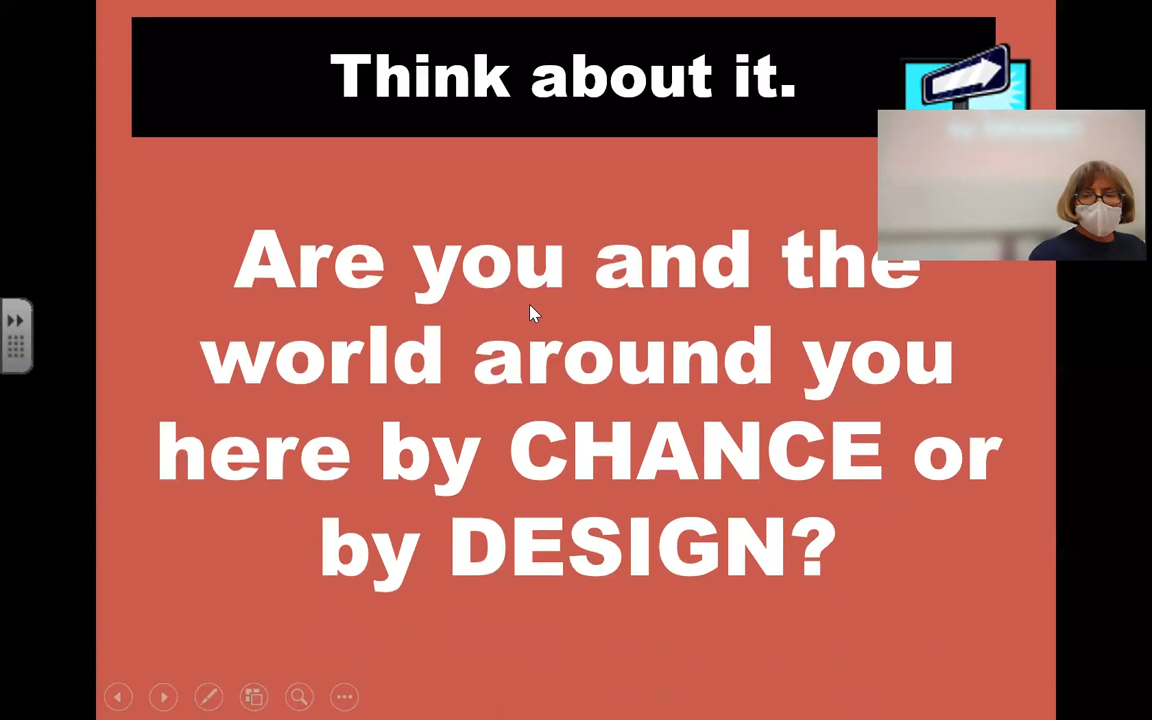 Think about it.
Are you and the
world around you
here by CHANCE or
by DESIGN?